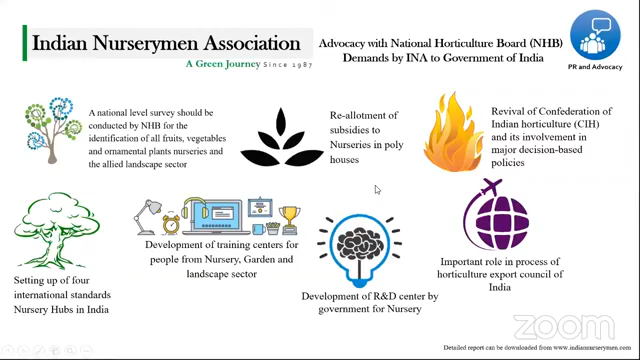 Indian Nurserymen Association
A Green Journey Since 1987
Advocacy with National Horticulture Board (NHB)
Demands by INA to Government of India
PR and Advocacy
A national level survey should be
conducted by NHB for the
identification of all fruits, vegetables
and ornamental plants nurseries and
the allied landscape sector
Re-allotment of
subsidies to
Nurseries in poly
houses
Revival of Confederation of
Indian horticulture (CIH)
and its involvement in
major decision-based
policies
Setting up of four
international standards
Nursery Hubs in India
Development of training centers for
people from Nursery, Garden and
landscape sector
Development of R&D center by
government for Nursery
Important role in process of
horticulture export council of
India
zoom
Detailed report can be downloaded from www.indiannurserymen.com